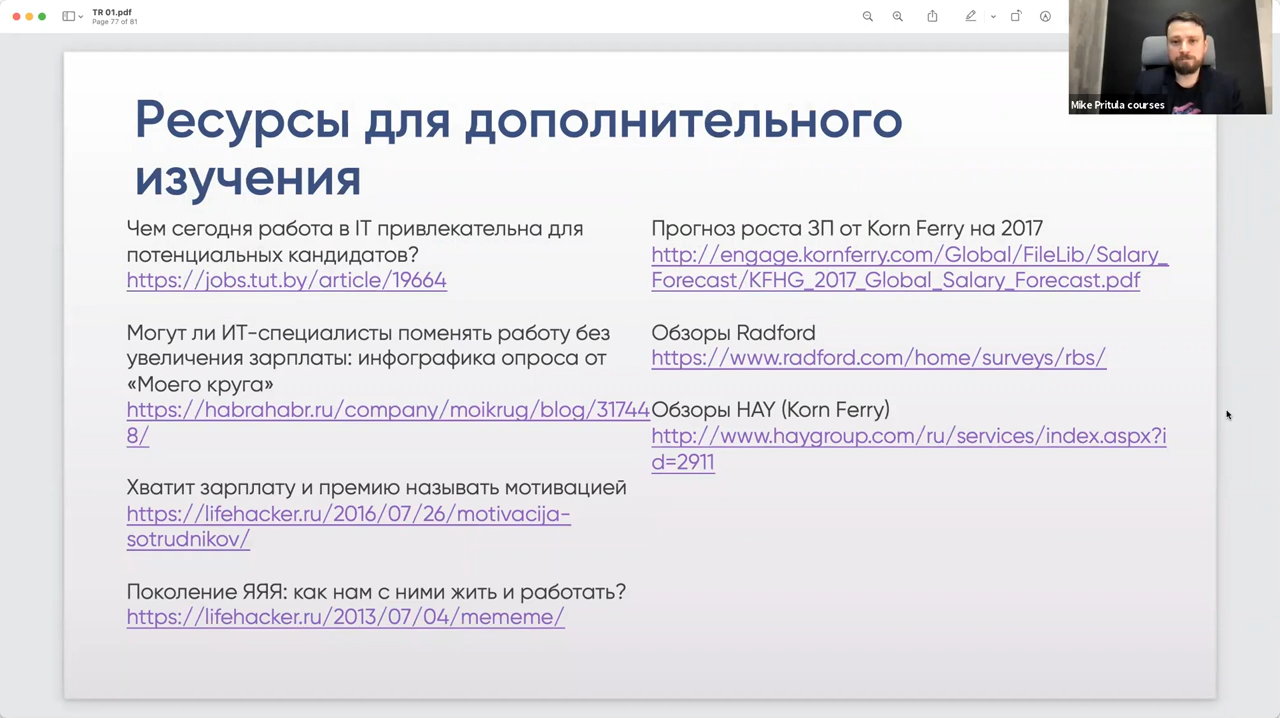 TR 01.pdf
Page 77 of 81
Mike Pritula courses
Ресурсы для дополнительного
изучения
Чем сегодня работа в IT привлекательна для
потенциальных кандидатов?
https://jobs.tut.by/article/19664
Могут ли ИТ-специалисты поменять работу без
увеличения зарплаты: инфографика опроса от
«Моего круга»
https://habrahabr.ru/company/moikrug/blog/31744
8/
Хватит зарплату и премию называть мотивацией
https://lifehacker.ru/2016/07/26/motivacija-
sotrudnikov/
Поколение ЯЯЯ: как нам с ними жить и работать?
https://lifehacker.ru/2013/07/04/mememe/
Прогноз роста ЗП от Korn Ferry на 2017
http://engage.kornferry.com/Global/FileLib/Salary_
Forecast/KFHG_2017_Global_Salary_Forecast.pdf
Обзоры Radford
https://www.radford.com/home/surveys/rbs/
Обзоры HAY (Korn Ferry)
http://www.haygroup.com/ru/services/index.aspx?i
d=2911